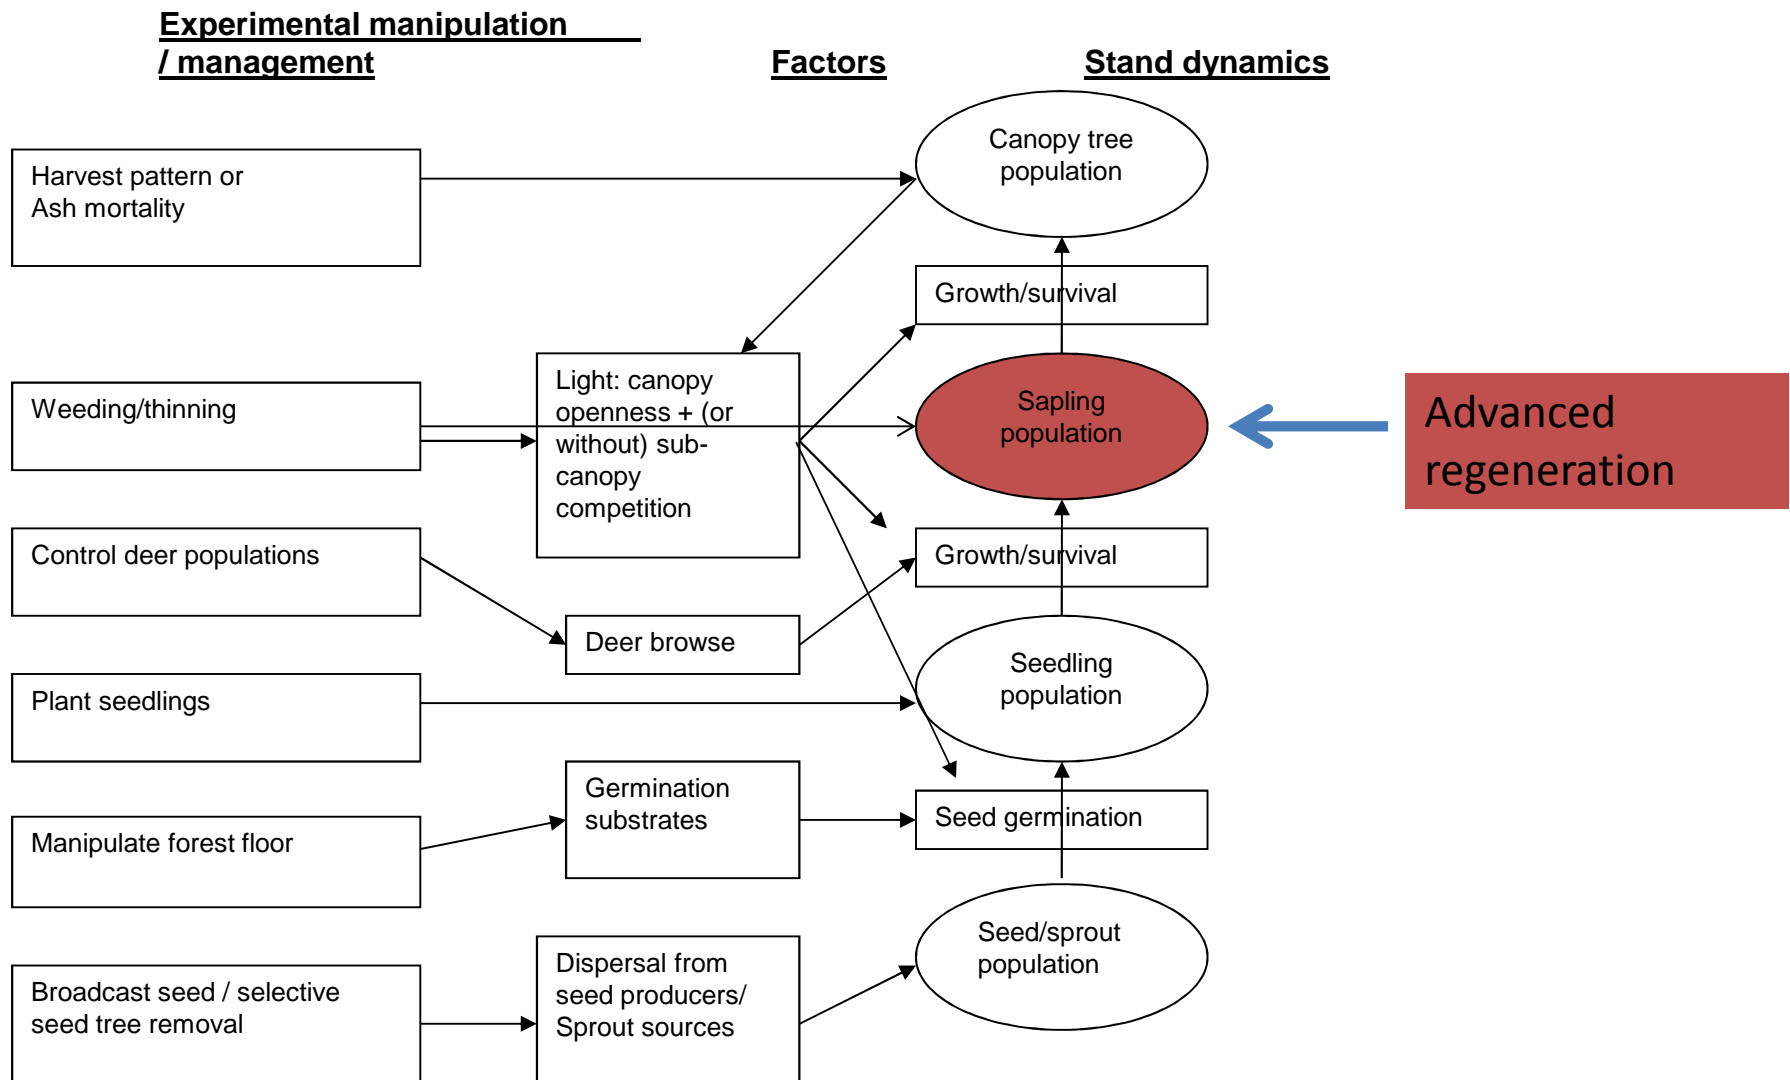 Experimental manipulation
/ management
Factors
Stand dynamics
Canopy tree
population
Harvest pattern or
Ash mortality
Growth/survival
Light: canopy
openness + (or
without) sub-
canopy
competition
Weeding/thinning
Sapling
population
Advanced
regeneration
Control deer populations
Growth/survival
Deer browse
Seedling
population
Plant seedlings
Germination
substrates
Seed germination
Manipulate forest floor
Seed/sprout
population
Dispersal from
seed producers/
Sprout sources
Broadcast seed / selective
seed tree removal